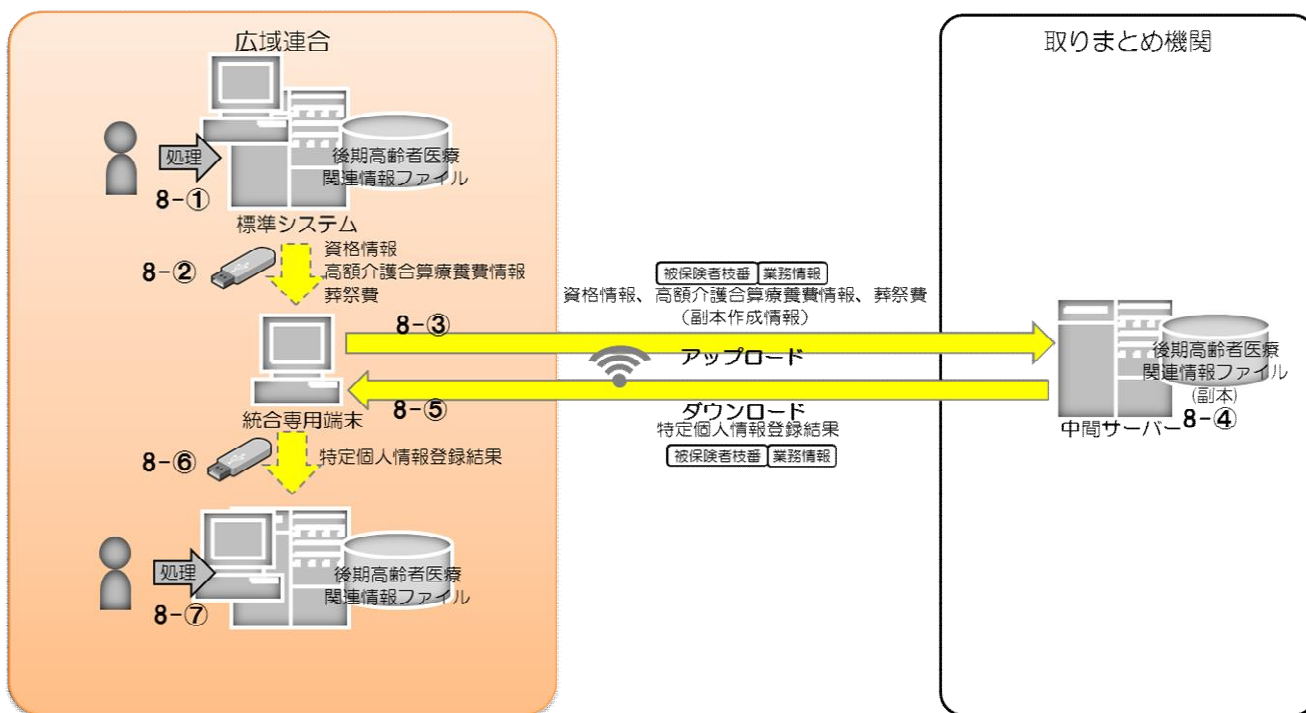 広域連合
処理
8-①
後期高齢者医療
関連情報ファイル
標準システム
8-②
資格情報
高額介護合算療養費情報
葬祭費
統合専用端末
8-⑥
特定個人情報登録結果
処理
8-⑦
後期高齢者医療
関連情報ファイル
被保険者枝番 業務情報
資格情報、高額介護合算療養費情報、葬祭費
（副本作成情報）
8-③
アップロード
8-⑤
ダウンロード
特定個人情報登録結果
被保険者枝番 業務情報
取りまとめ機関
後期高齢者医療
関連情報ファイル
(副本)
8-④
中間サーバー